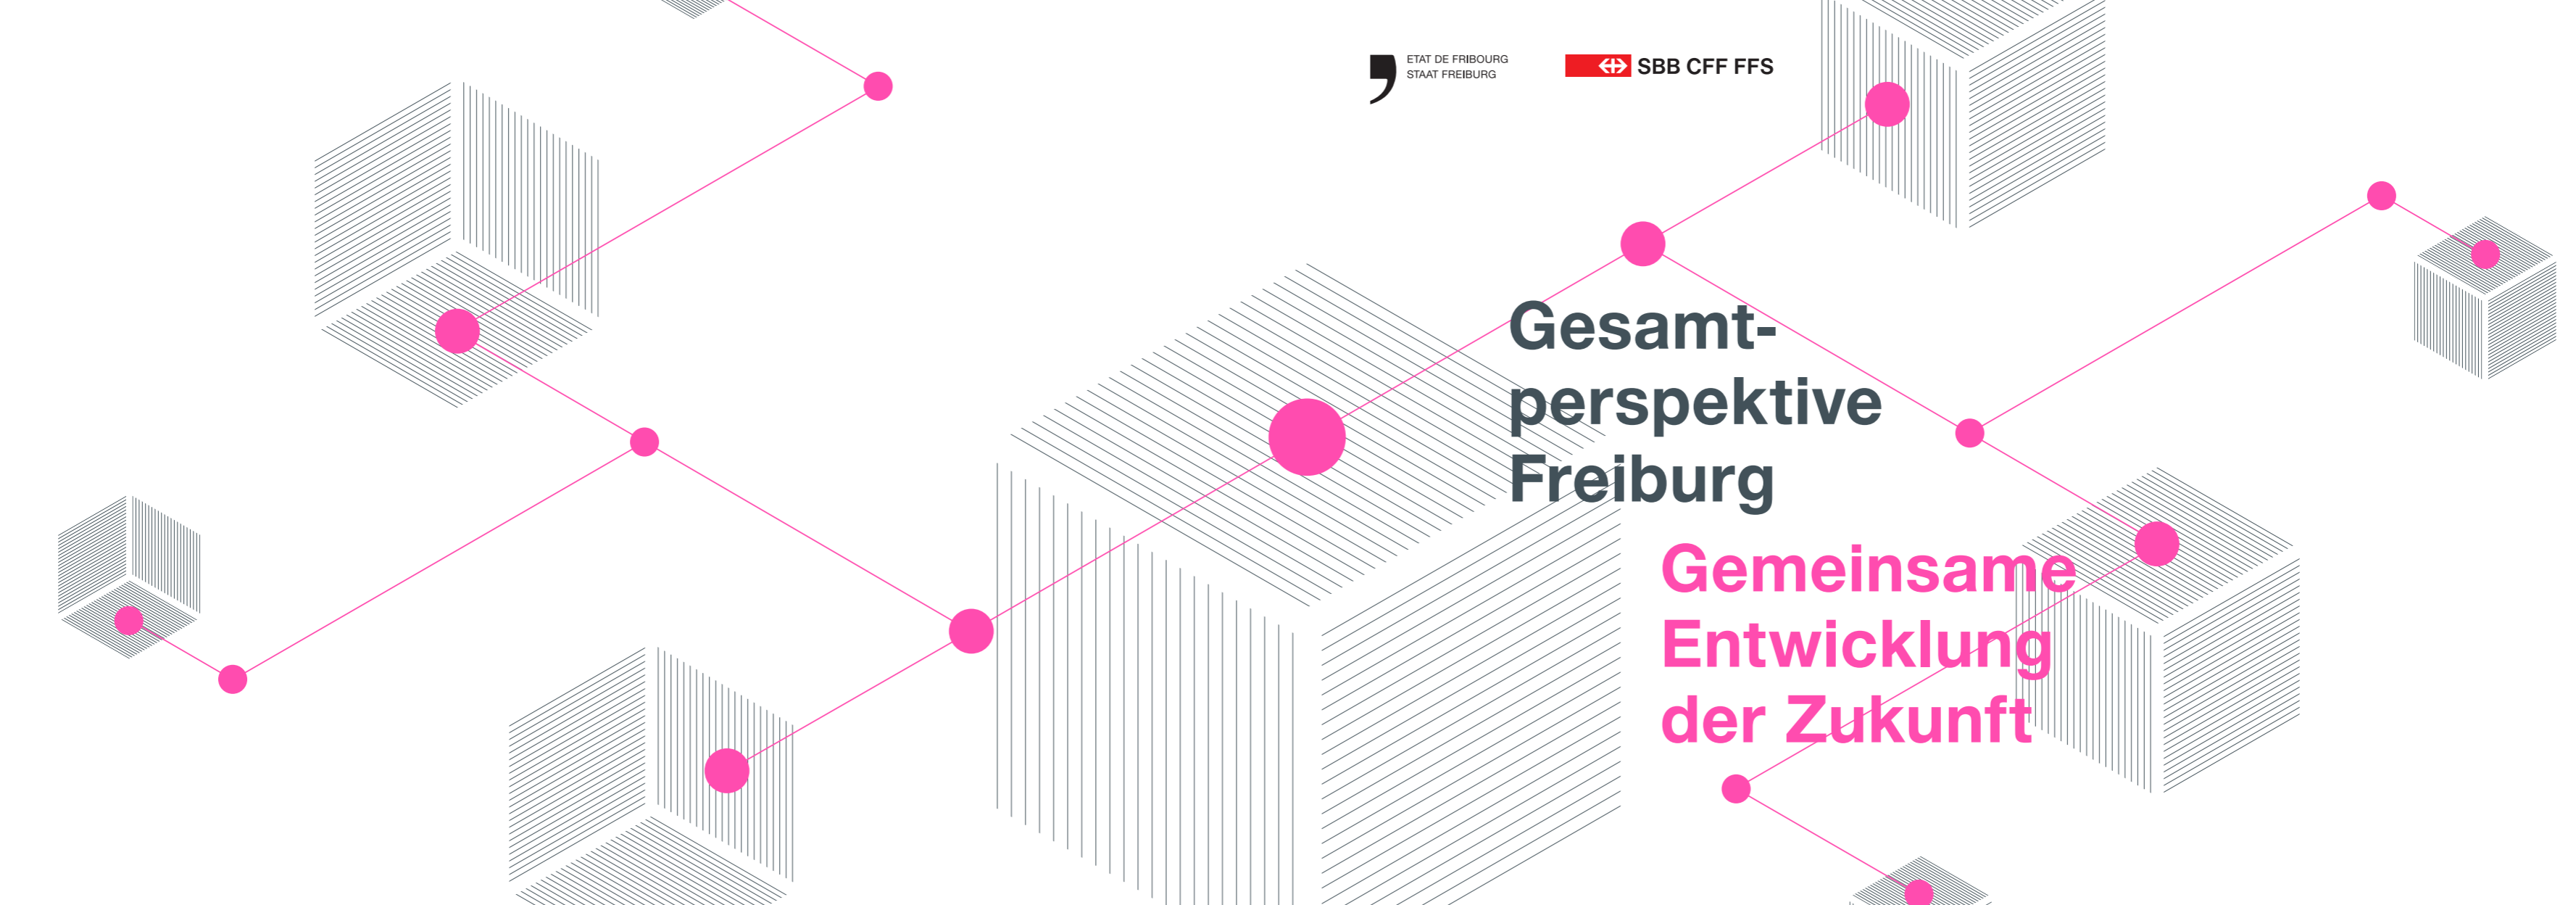 ETAT DE FRIBOURG
STAAT FREIBURG
SBB CFF FFS
Gesamt-
perspektive
Freiburg
Gemeinsame
Entwicklung
der Zukunft